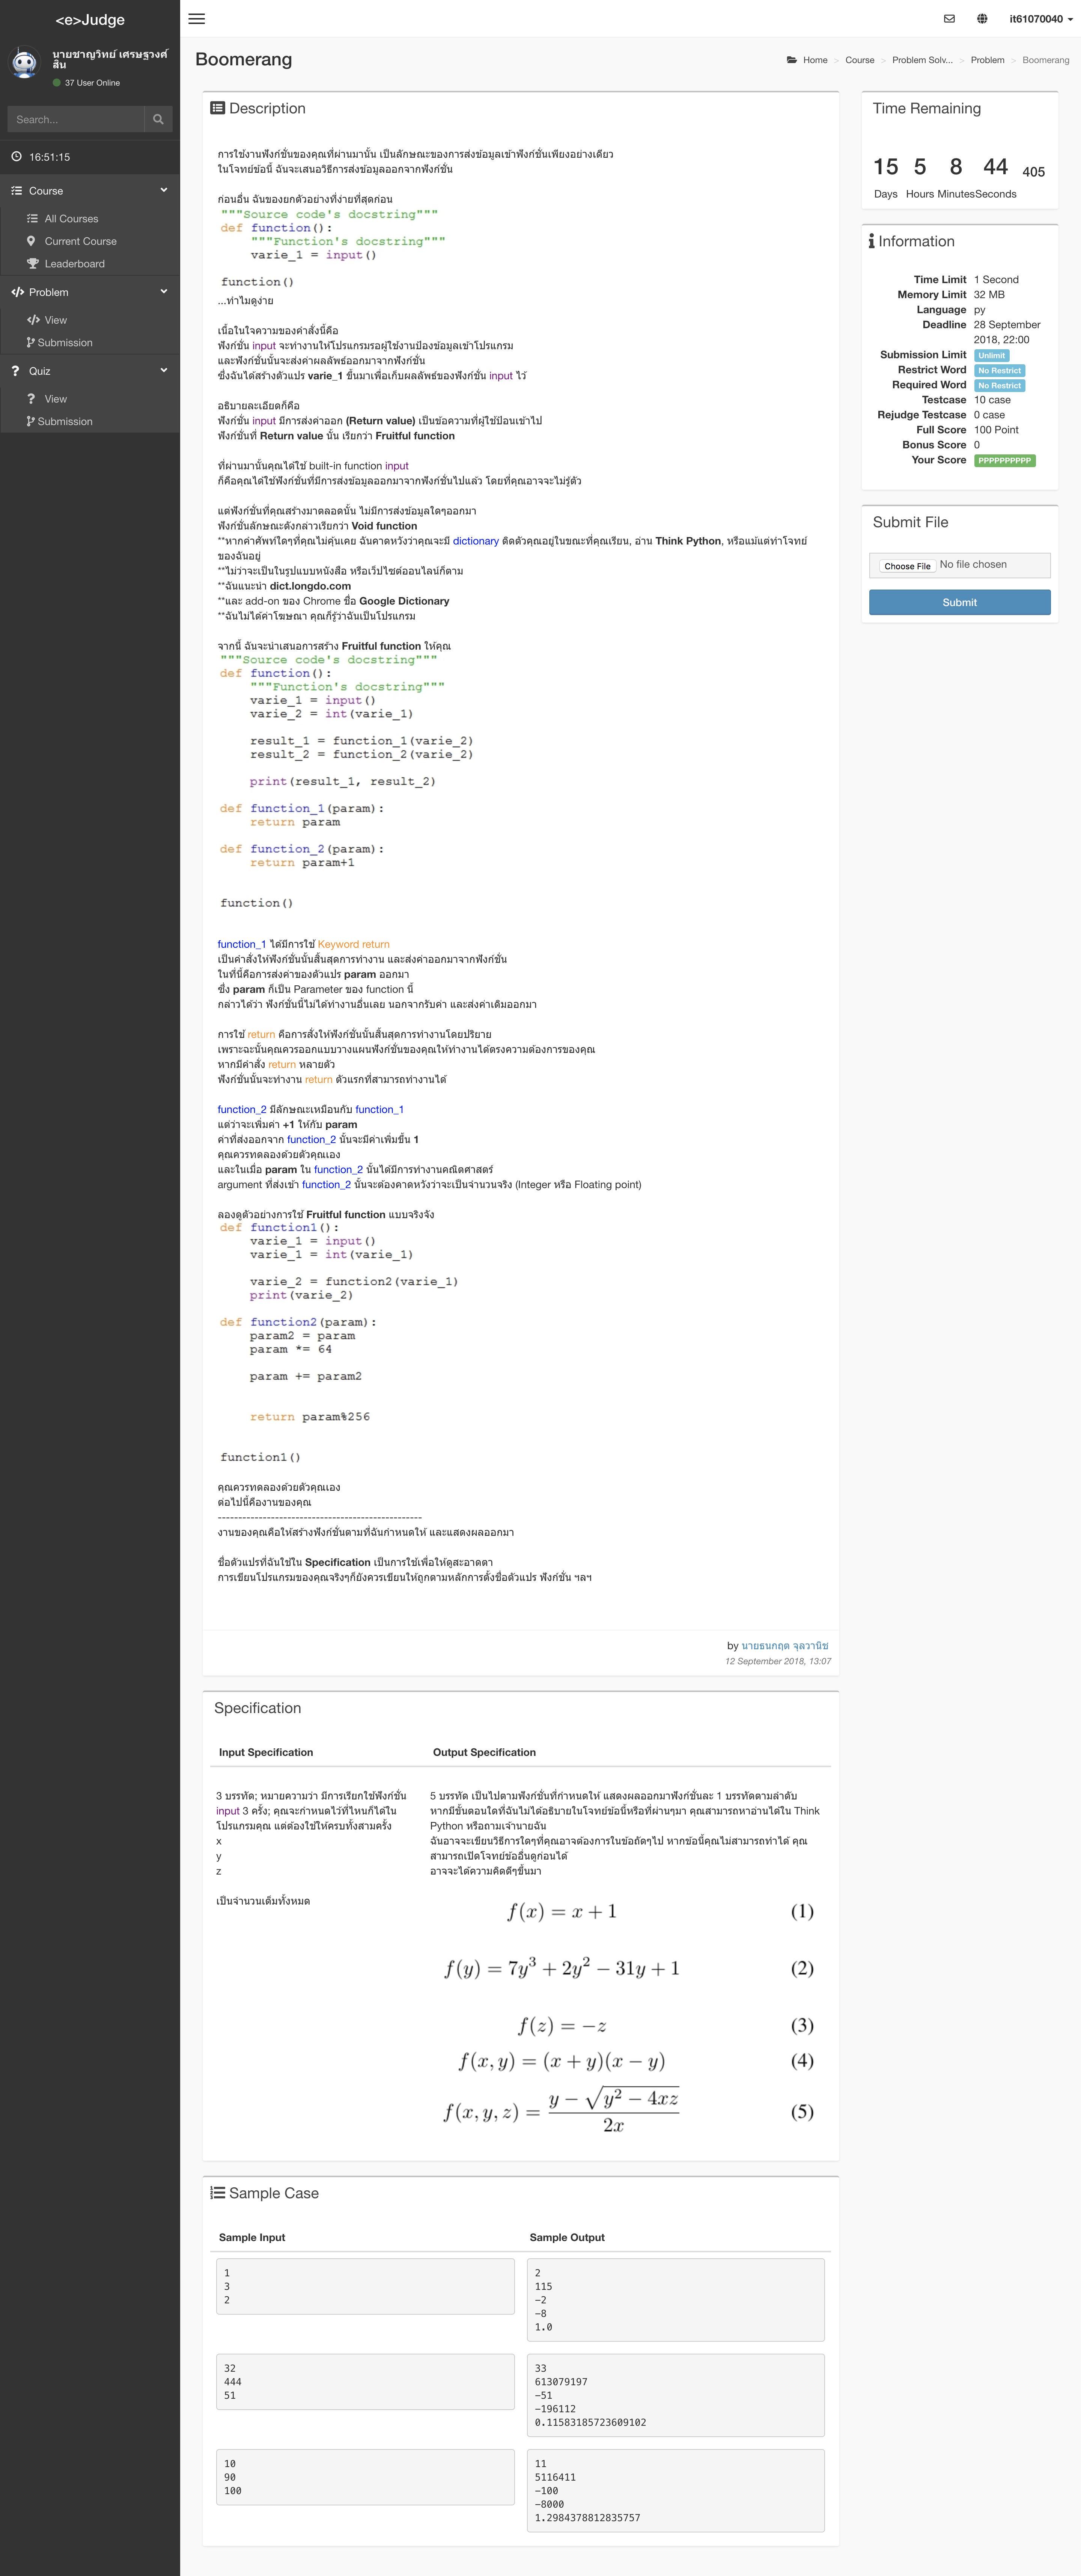 <e>Judge
นายชาญวิทย์ เศรษฐวงศ์
สิน
37 User Online
Search...
16:51:15
Course
All Courses
Current Course
Leaderboard
Problem
View
Submission
Quiz
View
Submission
it61070040
Boomerang
Home > Course > Problem Solv... > Problem > Boomerang
Description
การใช้งานฟังก์ชั่นของคุณที่ผ่านมานั้น เป็นลักษณะของการส่งข้อมูลเข้าฟังก์ชั่นเพียงอย่างเดียว
ในโจทย์ข้อนี้ ฉันจะเสนอวิธีการส่งข้อมูลออกจากฟังก์ชั่น
ก่อนอื่น ฉันของยกตัวอย่างที่ง่ายที่สุดก่อน
"""Source code's docstring"""
def function():
    """Function's docstring"""
    varie_1 = input()
function()
...ทำไมดูง่าย
เนื้อในใจความของคำสั่งนี้คือ
ฟังก์ชั่น input จะทำงานให้โปรแกรมรอผู้ใช้งานป้องข้อมูลเข้าโปรแกรม
และฟังก์ชั่นนั้นจะส่งค่าผลลัพธ์ออกมาจากฟังก์ชั่น
ซึ่งฉันได้สร้างตัวแปร varie_1 ขึ้นมาเพื่อเก็บผลลัพธ์ของฟังก์ชั่น input ไว้
อธิบายละเอียดก็คือ
ฟังก์ชั่น input มีการส่งค่าออก (Return value) เป็นข้อความที่ผู้ใช้ป้อนเข้าไป
ฟังก์ชั่นที่ Return value นั้น เรียกว่า Fruitful function
ที่ผ่านมานั้นคุณได้ใช้ built-in function input
ก็คือคุณได้ใช้ฟังก์ชั่นที่มีการส่งข้อมูลออกมาจากฟังก์ชั่นไปแล้ว โดยที่คุณอาจจะไม่รู้ตัว
แต่ฟังก์ชั่นที่คุณสร้างมาตลอดนั้น ไม่มีการส่งข้อมูลใดๆออกมา
ฟังก์ชั่นลักษณะดังกล่าวเรียกว่า Void function
**หากคำศัพท์ใดๆที่คุณไม่คุ้นเคย ฉันคาดหวังว่าคุณจะมี dictionary ติดตัวคุณอยู่ในขณะที่คุณเรียน, อ่าน Think Python, หรือแม้แต่ทำโจทย์
ของฉันอยู่
**ไม่ว่าจะเป็นในรูปแบบหนังสือ หรือเว็ปไซต์ออนไลน์ก็ตาม
**ฉันแนะนำ dict.longdo.com
**และ add-on ของ Chrome ชื่อ Google Dictionary
**ฉันไม่ได้ค่าโฆษณา คุณก็รู้ว่าฉันเป็นโปรแกรม
จากนี้ ฉันจะนำเสนอการสร้าง Fruitful function ให้คุณ
"""Source code's docstring"""
def function():
    """Function's docstring"""
    varie_1 = input()
    varie_2 = int(varie_1)
    result_1 = function_1(varie_2)
    result_2 = function_2(varie_2)
    print(result_1, result_2)
def function_1(param):
    return param
def function_2(param):
    return param+1
function()
function_1 ได้มีการใช้ Keyword return
เป็นคำสั่งให้ฟังก์ชั่นนั้นสิ้นสุดการทำงาน และส่งค่าออกมาจากฟังก์ชั่น
ในที่นี้คือการส่งค่าของตัวแปร param ออกมา
ซึ่ง param ก็เป็น Parameter ของ function นี้
กล่าวได้ว่า ฟังก์ชั่นนี้ไม่ได้ทำงานอื่นเลย นอกจากรับค่า และส่งค่าเดิมออกมา
การใช้ return คือการสั่งให้ฟังก์ชั่นนั้นสิ้นสุดการทำงานโดยปริยาย
เพราะฉะนั้นคุณควรออกแบบวางแผนฟังก์ชั่นของคุณให้ทำงานได้ตรงความต้องการของคุณ
หากมีคำสั่ง return หลายตัว
ฟังก์ชั่นนั้นจะทำงาน return ตัวแรกที่สามารถทำงานได้
function_2 มีลักษณะเหมือนกับ function_1
แต่ว่าจะเพิ่มค่า +1 ให้กับ param
ค่าที่ส่งออกจาก function_2 นั้นจะมีค่าเพิ่มขึ้น 1
คุณควรทดลองด้วยตัวคุณเอง
และในเมื่อ param ใน function_2 นั้นได้มีการทำงานคณิตศาสตร์
argument ที่ส่งเข้า function_2 นั้นจะต้องคาดหวังว่าจะเป็นจำนวนจริง (Integer หรือ Floating point)
ลองดูตัวอย่างการใช้ Fruitful function แบบจริงจัง
def function1():
    varie_1 = input()
    varie_1 = int(varie_1)
    varie_2 = function2(varie_1)
    print(varie_2)
def function2(param):
    param2 = param
    param *= 64
    param += param2
    return param%256
function1()
คุณควรทดลองด้วยตัวคุณเอง
ต่อไปนี้คืองานของคุณ
--------------------------------------------------
งานของคุณคือให้สร้างฟังก์ชั่นตามที่ฉันกำหนดให้ และแสดงผลออกมา
ชื่อตัวแปรที่ฉันใช้ใน Specification เป็นการใช้เพื่อให้ดูสะอาดตา
การเขียนโปรแกรมของคุณจริงๆก็ยังควรเขียนให้ถูกตามหลักการตั้งชื่อตัวแปร ฟังก์ชั่น ฯลฯ
by นายธนกฤต จุลวานิช
12 September 2018, 13:07
Time Remaining
15 5 8 44 405
Days Hours Minutes Seconds
Information
Time Limit 1 Second
Memory Limit 32 MB
Language py
Deadline 28 September
2018, 22:00
Submission Limit Unlimit
Restrict Word No Restrict
Required Word No Restrict
Testcase 10 case
Rejudge Testcase 0 case
Full Score 100 Point
Bonus Score 0
Your Score PPPPPPPPPP
Submit File
Choose File No file chosen
Submit
Specification
Input Specification
Output Specification
3 บรรทัด; หมายความว่า มีการเรียกใช้ฟังก์ชั่น
input 3 ครั้ง; คุณจะกำหนดไว้ที่ไหนก็ได้ใน
โปรแกรมคุณ แต่ต้องใช้ให้ครบทั้งสามครั้ง
x
y
z
เป็นจำนวนเต็มทั้งหมด
5 บรรทัด เป็นไปตามฟังก์ชั่นที่กำหนดให้ แสดงผลออกมาฟังก์ชั่นละ 1 บรรทัดตามลำดับ
หากมีขั้นตอนใดที่ฉันไม่ได้อธิบายในโจทย์ข้อนี้หรือที่ผ่านๆมา คุณสามารถหาอ่านได้ใน Think
Python หรือถามเจ้านายฉัน
ฉันอาจจะเขียนวิธีการใดๆที่คุณอาจต้องการในข้อถัดๆไป หากข้อนี้คุณไม่สามารถทำได้ คุณ
สามารถเปิดโจทย์ข้ออื่นดูก่อนได้
อาจจะได้ความคิดดีๆขึ้นมา
f(x) = x + 1 (1)
f(y) = 7y³ + 2y² − 31y + 1 (2)
f(z) = −z (3)
f(x, y) = (x + y)(x − y) (4)
f(x, y, z) = (y − √(y² − 4xz)) / 2x (5)
Sample Case
Sample Input
Sample Output
1
3
2
2
115
-2
-8
1.0
32
444
51
33
613079197
-51
-196112
0.11583185723609102
10
90
100
11
5116411
-100
-8000
1.2984378812835757